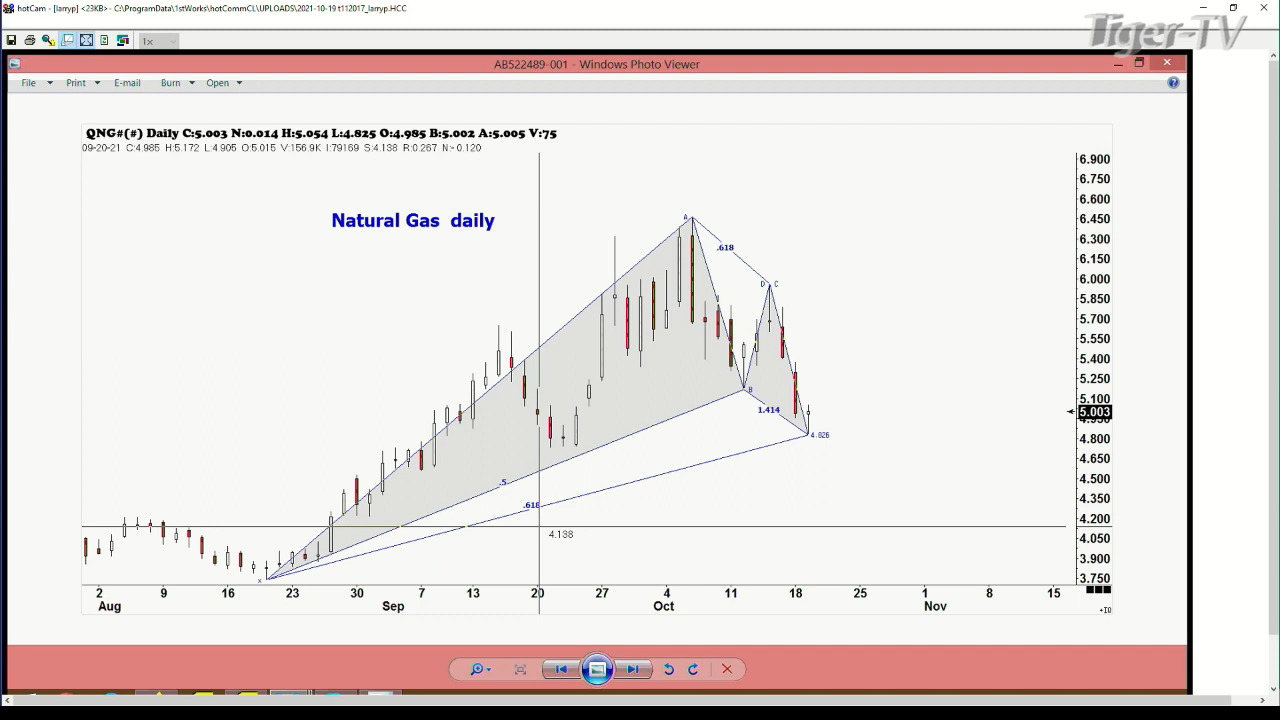 hotCam - [larryp] <23KB> - C:\ProgramData\1stWorks\hotCommCL\UPLOADS\2021-10-19 t112017_larryp.HCC
Tiger-TV
1x
AB522489-001 - Windows Photo Viewer
File Print E-mail Burn Open
QNG#(#) Daily C:5.003 N:0.014 H:5.054 L:4.825 O:4.985 B:5.002 A:5.005 V:75
09-20-21 C:4.985 H:5.172 L:4.905 O:5.015 V:156.9K I:79169 S:4.138 R:0.267 N:-0.120
6.900
6.750
Natural Gas daily
6.600
A
6.450
.618
6.300
6.150
D C
6.000
5.850
5.700
5.550
5.400
B
5.250
1.414
5.100
5.003
4.826
4.800
4.650
.5
4.500
.618
4.350
4.200
4.138
4.050
3.900
x
3.750
2 9 16 23 30 7 13 20 27 4 11 18 25 1 8 15
Aug Sep Oct Nov